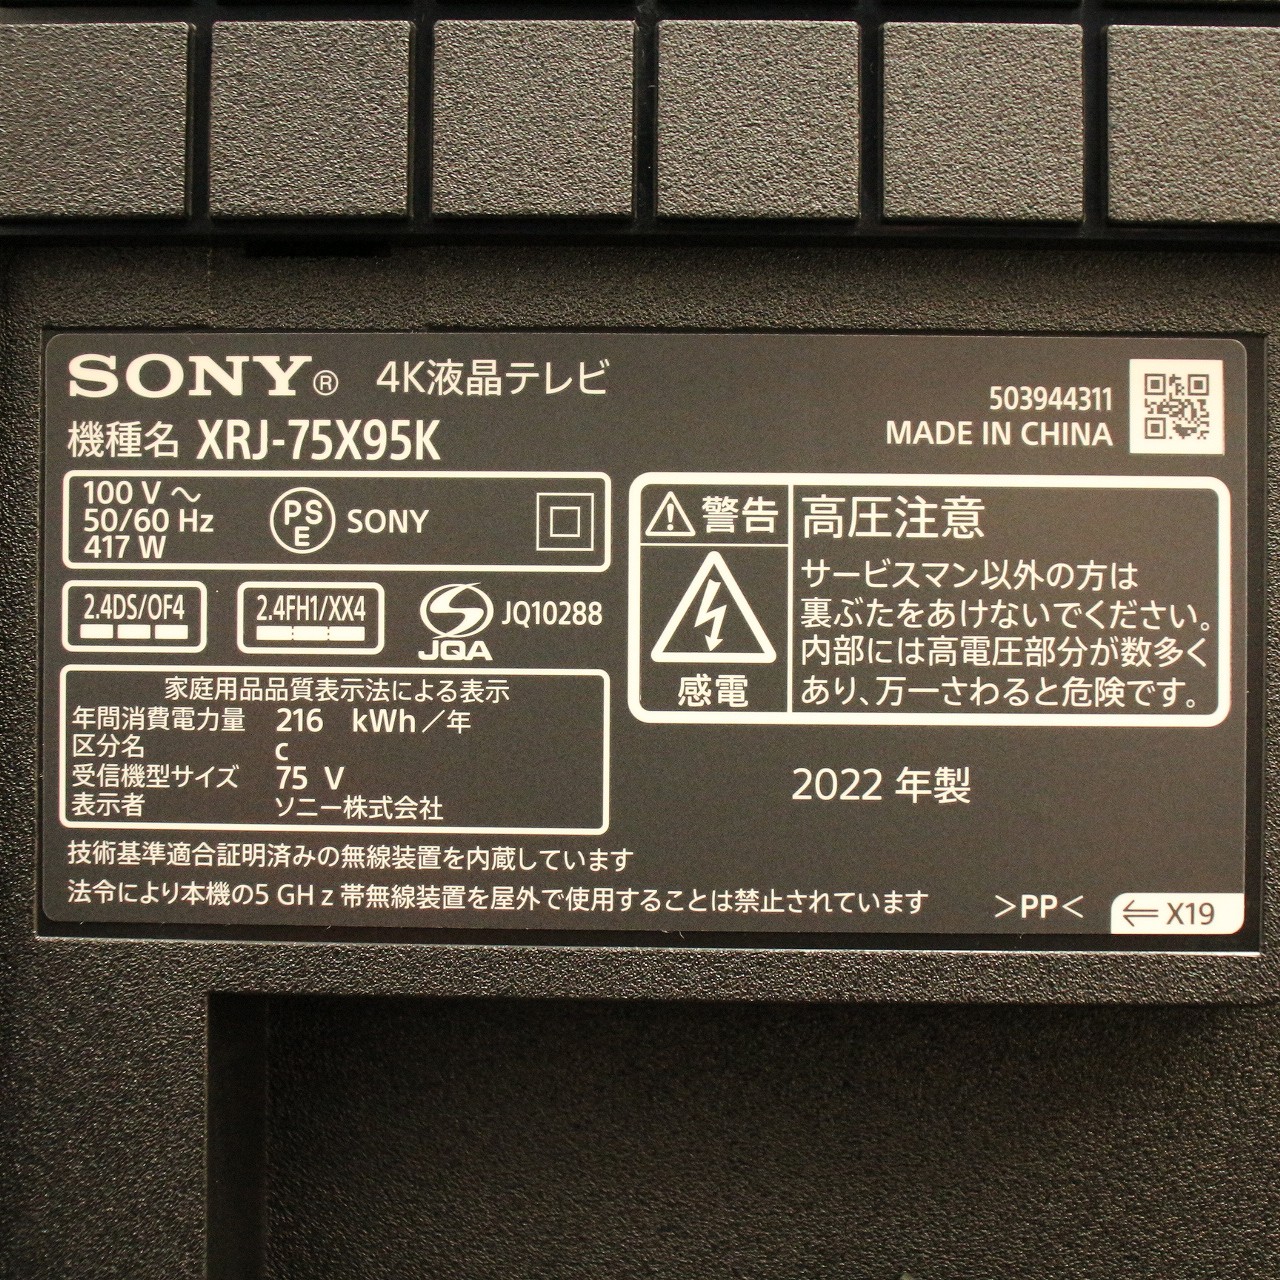 SONY® 4K液晶テレビ
機種名 XRJ-75X95K
503944311
MADE IN CHINA
100 V ～
50/60 Hz
417 W
PSE SONY
2.4DS/OF4
2.4FH1/XX4
JQA JQ10288
家庭用品品質表示法による表示
年間消費電力量 216 kWh／年
区分名 c
受信機型サイズ 75 V
表示者 ソニー株式会社
警告
感電
高圧注意
サービスマン以外の方は
裏ぶたをあけないでください。
内部には高電圧部分が数多く
あり、万一さわると危険です。
2022 年製
技術基準適合証明済みの無線装置を内蔵しています
法令により本機の5 GHz 帯無線装置を屋外で使用することは禁止されています
>PP<
⇐ X19